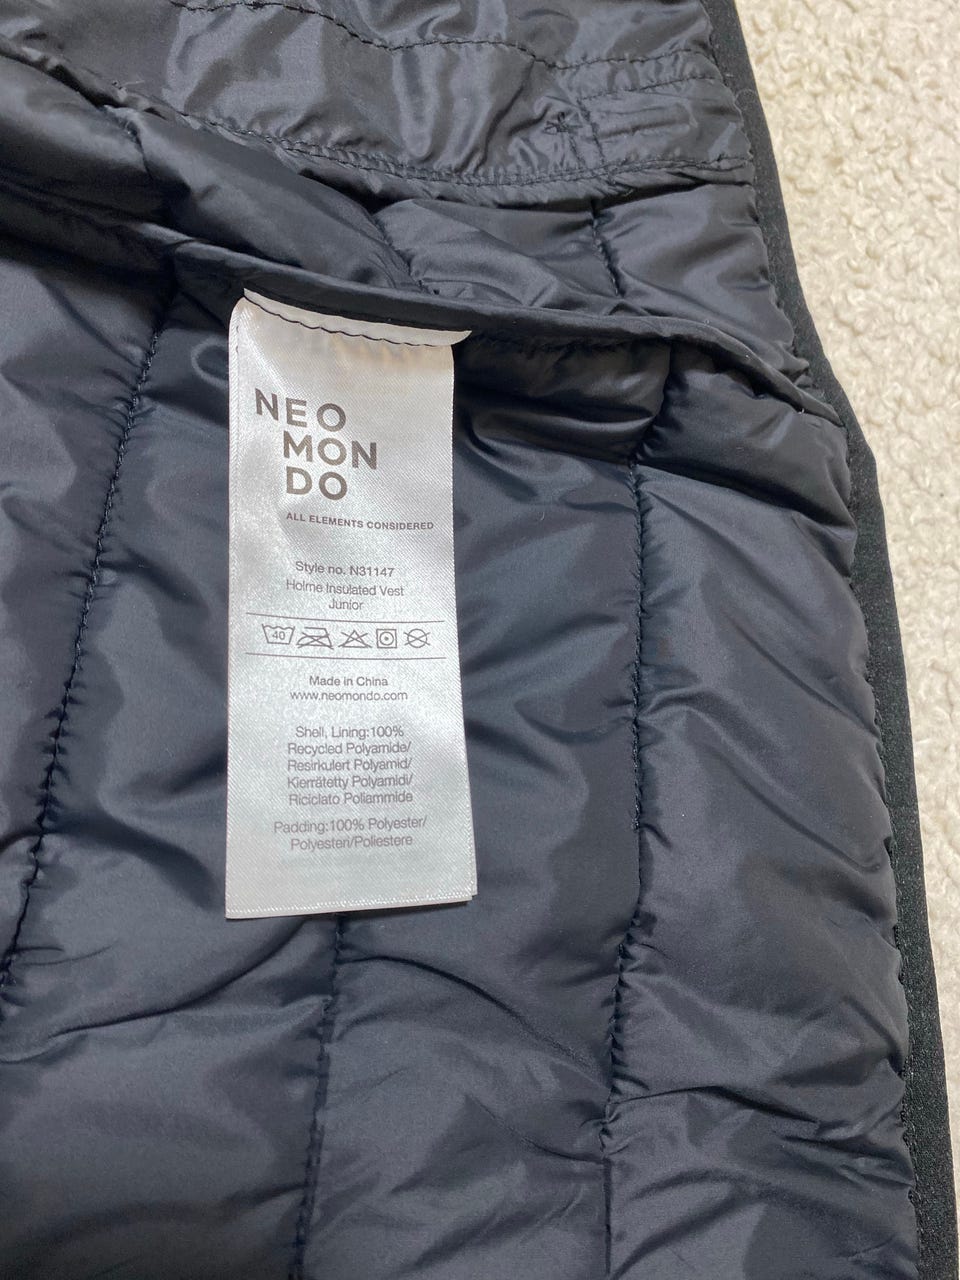 NEO
MON
DO
ALL ELEMENTS CONSIDERED
Style no. N31147
Holme Insulated Vest
Junior
40
Made in China
www.neomondo.com
Shell, Lining:100%
Recycled Polyamide/
Resirkulert Polyamid/
Kierrätetty Polyamidi/
Riciclato Poliammide
Padding:100% Polyester/
Polyesteri/Poliestere